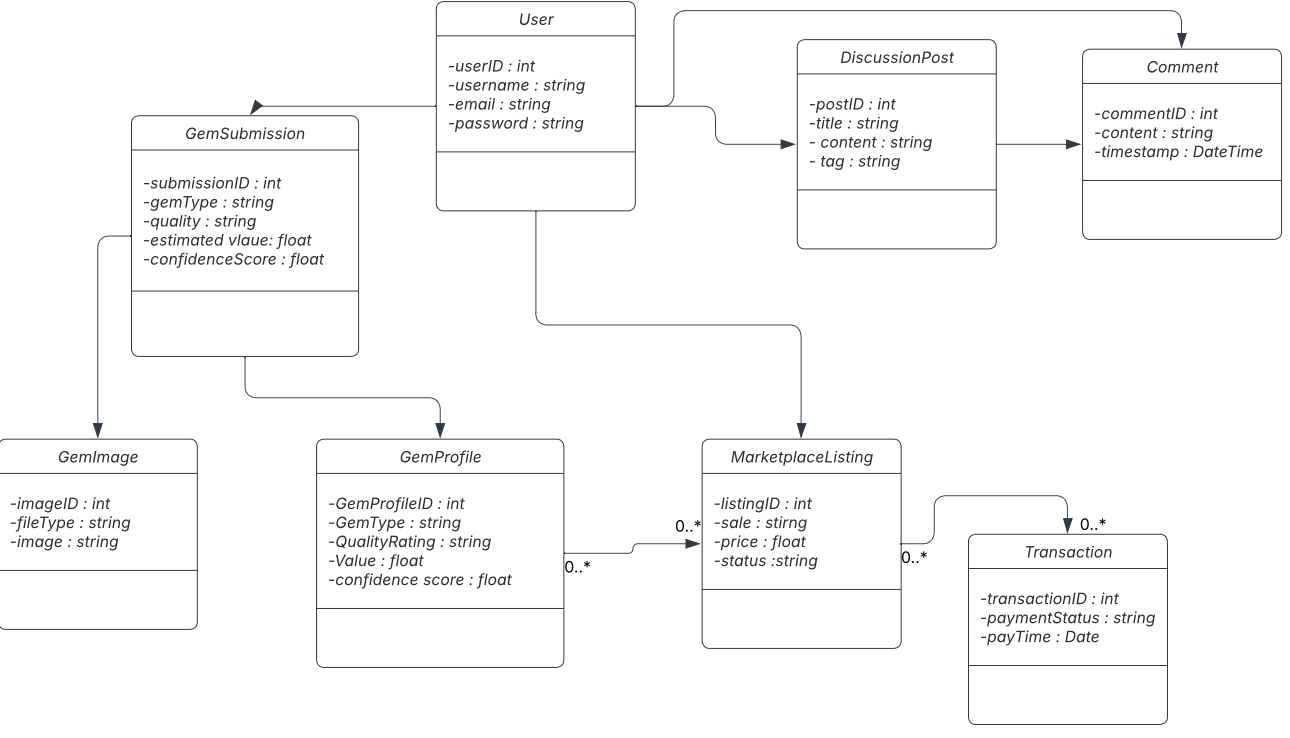 User
-userID : int
-username : string
-email : string
-password : string
DiscussionPost
-postID : int
-title : string
- content : string
- tag : string
Comment
-commentID : int
-content : string
-timestamp : DateTime
GemSubmission
-submissionID : int
-gemType : string
-quality : string
-estimated vlaue: float
-confidenceScore : float
GemImage
-imageID : int
-fileType : string
-image : string
GemProfile
-GemProfileID : int
-GemType : string
-QualityRating : string
-Value : float
-confidence score : float
0..*
0..*
MarketplaceListing
-listingID : int
-sale : stirng
-price : float
-status :string
0..*
0..*
Transaction
-transactionID : int
-paymentStatus : string
-payTime : Date